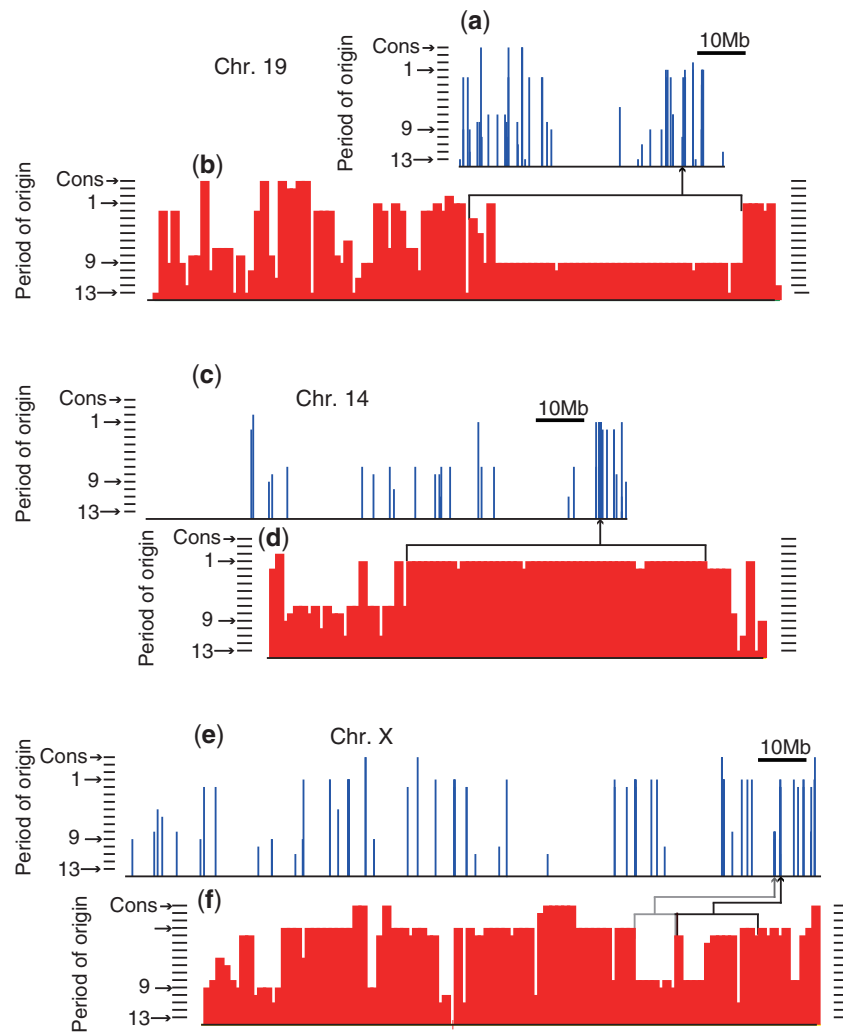 (a)
Chr. 19
10Mb
Period of origin
Cons→
1→
9→
13→
(b)
Period of origin
Cons→
1→
9→
13→
(c)
Chr. 14
10Mb
Period of origin
Cons→
1→
9→
13→
(d)
Period of origin
Cons→
1→
9→
13→
(e)
Chr. X
10Mb
Period of origin
Cons→
1→
9→
13→
(f)
Period of origin
Cons→
→
9→
13→